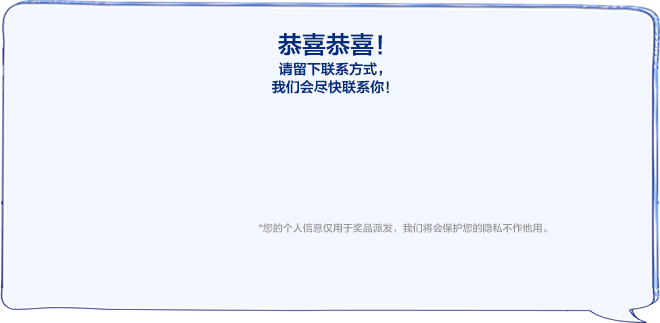 恭喜恭喜！
请留下联系方式，
我们会尽快联系你！
*您的个人信息仅用于奖品派发，我们将会保护您的隐私不作他用。